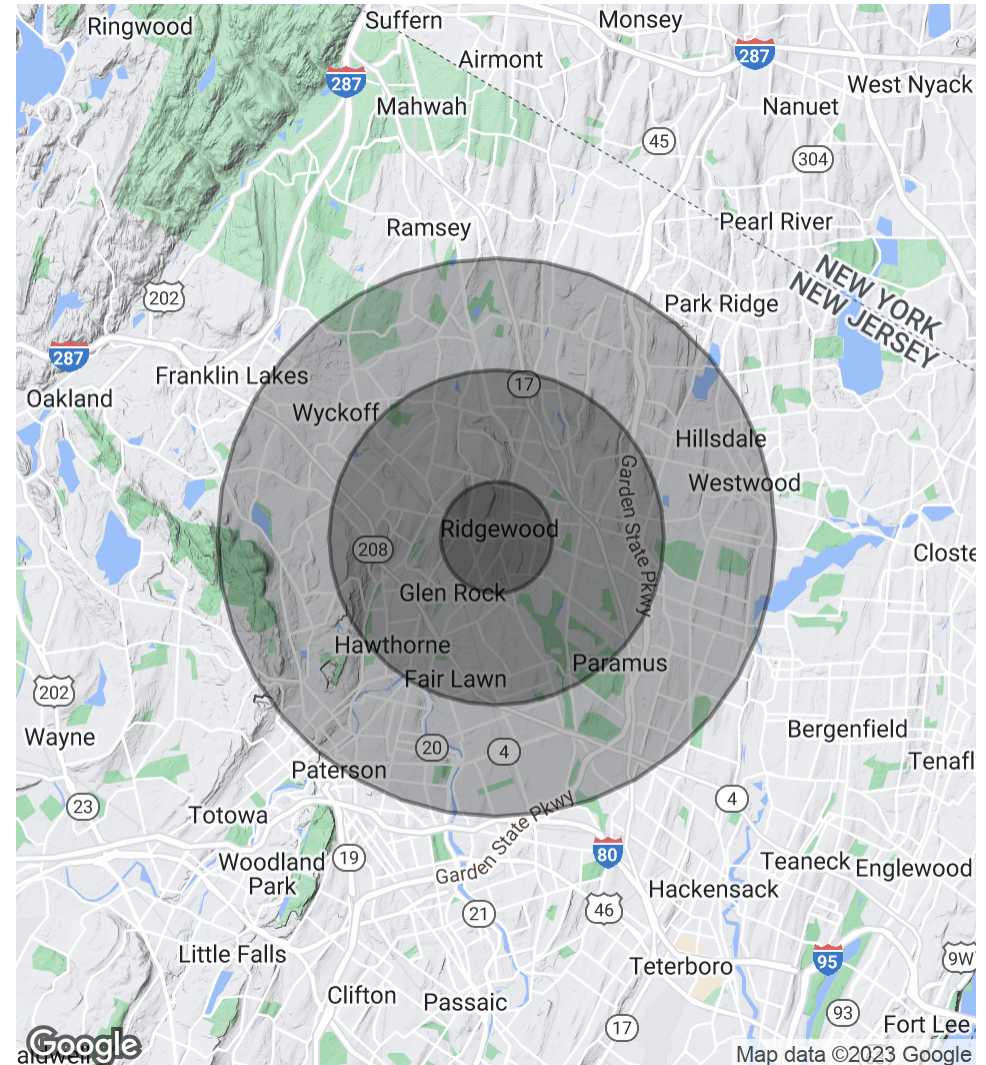 Ringwood
Suffern
Monsey
Airmont
287
287
West Nyack
Mahwah
Nanuet
45
304
Ramsey
Pearl River
202
NEW YORK
NEW JERSEY
Park Ridge
287
Franklin Lakes
17
Oakland
Wyckoff
Hillsdale
Westwood
Garden State Pkwy
Ridgewood
208
Closte
Glen Rock
Hawthorne
Paramus
Fair Lawn
202
Wayne
Bergenfield
20
4
Tenafl
Paterson
23
4
Totowa
Garden State Pkwy
Woodland
Park
19
80
Teaneck
Englewood
Hackensack
46
21
Little Falls
Teterboro
95
9W
Clifton
Passaic
93
17
Fort Lee
Google
aldwell
Map data ©2023 Google